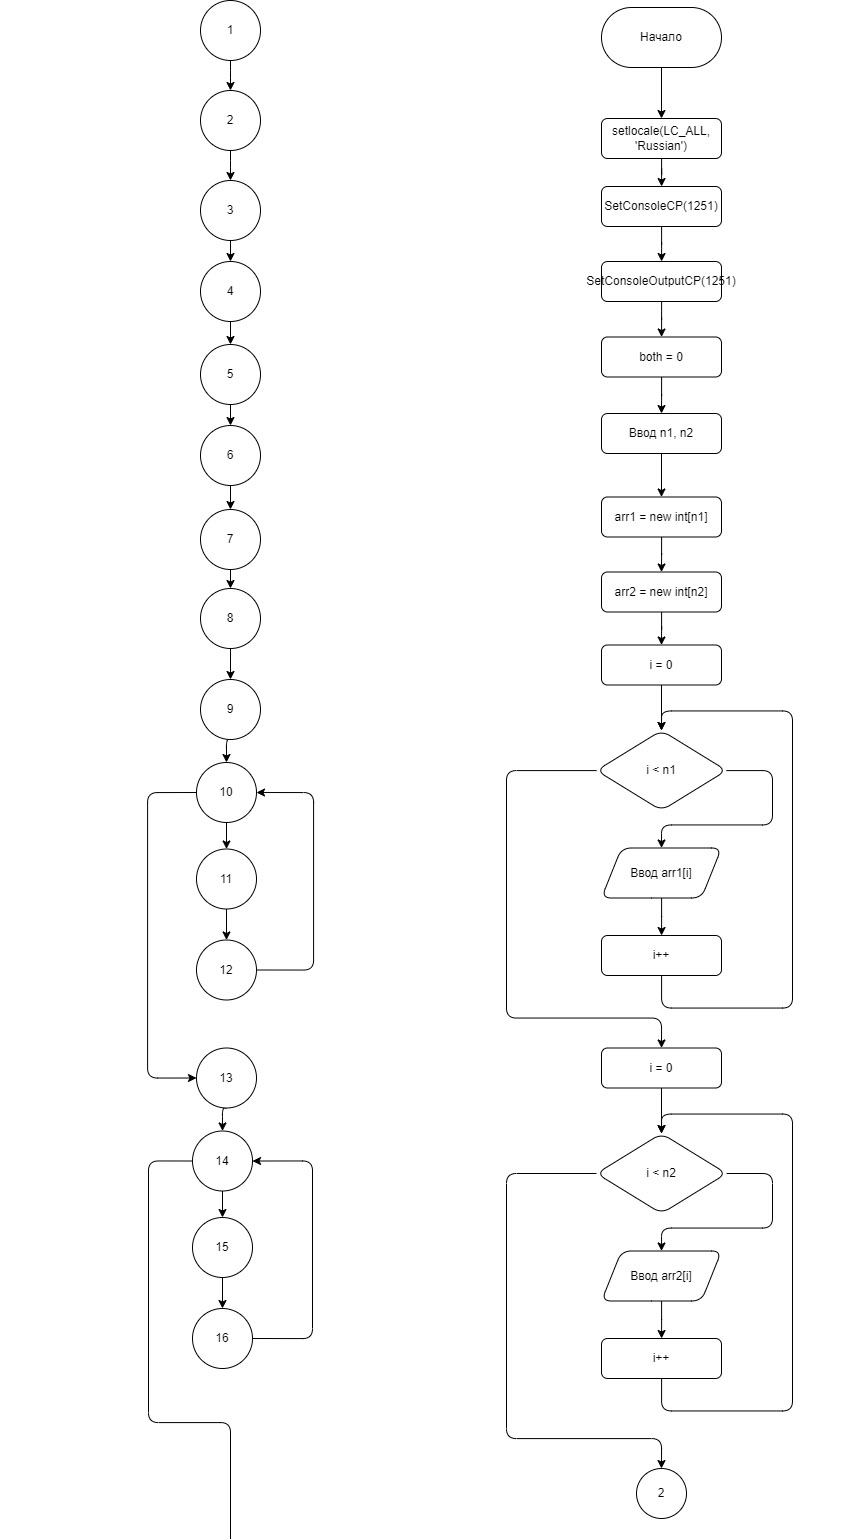 1
2
3
4
5
6
7
8
9
10
11
12
13
14
15
16
Начало
setlocale(LC_ALL,
'Russian')
SetConsoleCP(1251)
SetConsoleOutputCP(1251)
both = 0
Ввод n1, n2
arr1 = new int[n1]
arr2 = new int[n2]
i = 0
i < n1
Ввод arr1[i]
i++
i = 0
i < n2
Ввод arr2[i]
i++
2